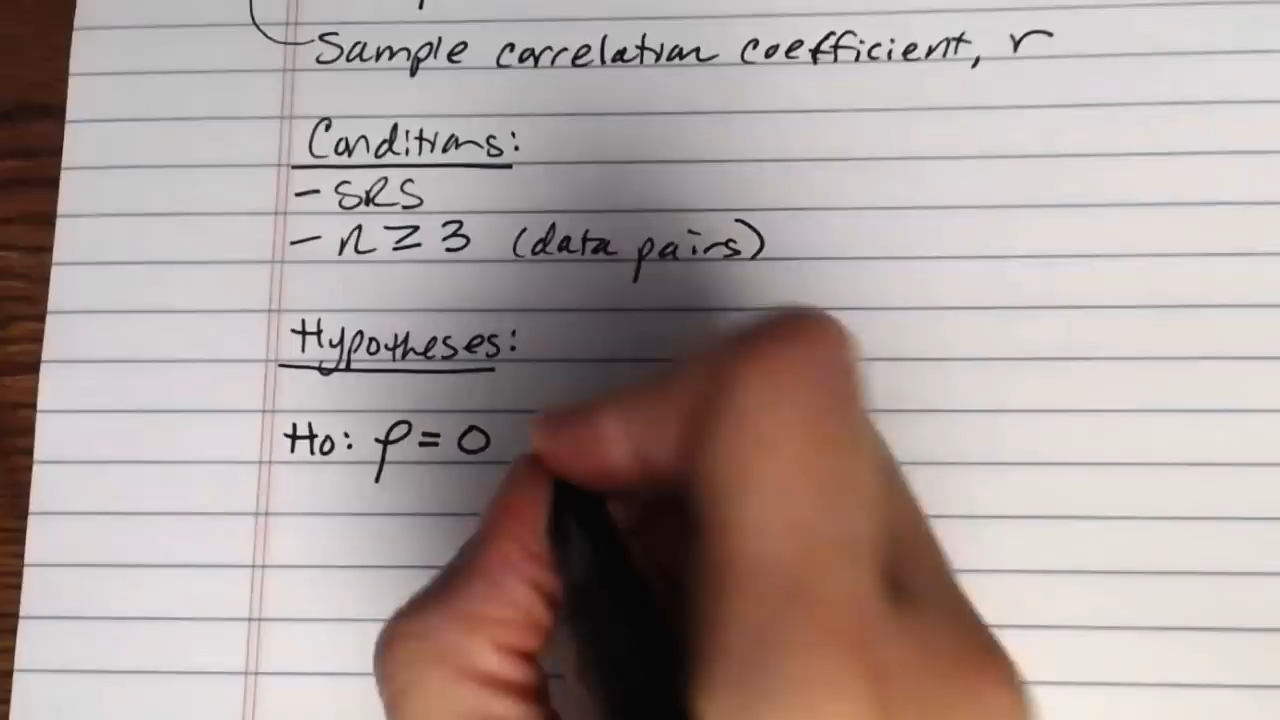 Sample correlation coefficient, r
Conditions:
- SRS
- n ≥ 3 (data pairs)
Hypotheses:
Ho: ρ = 0